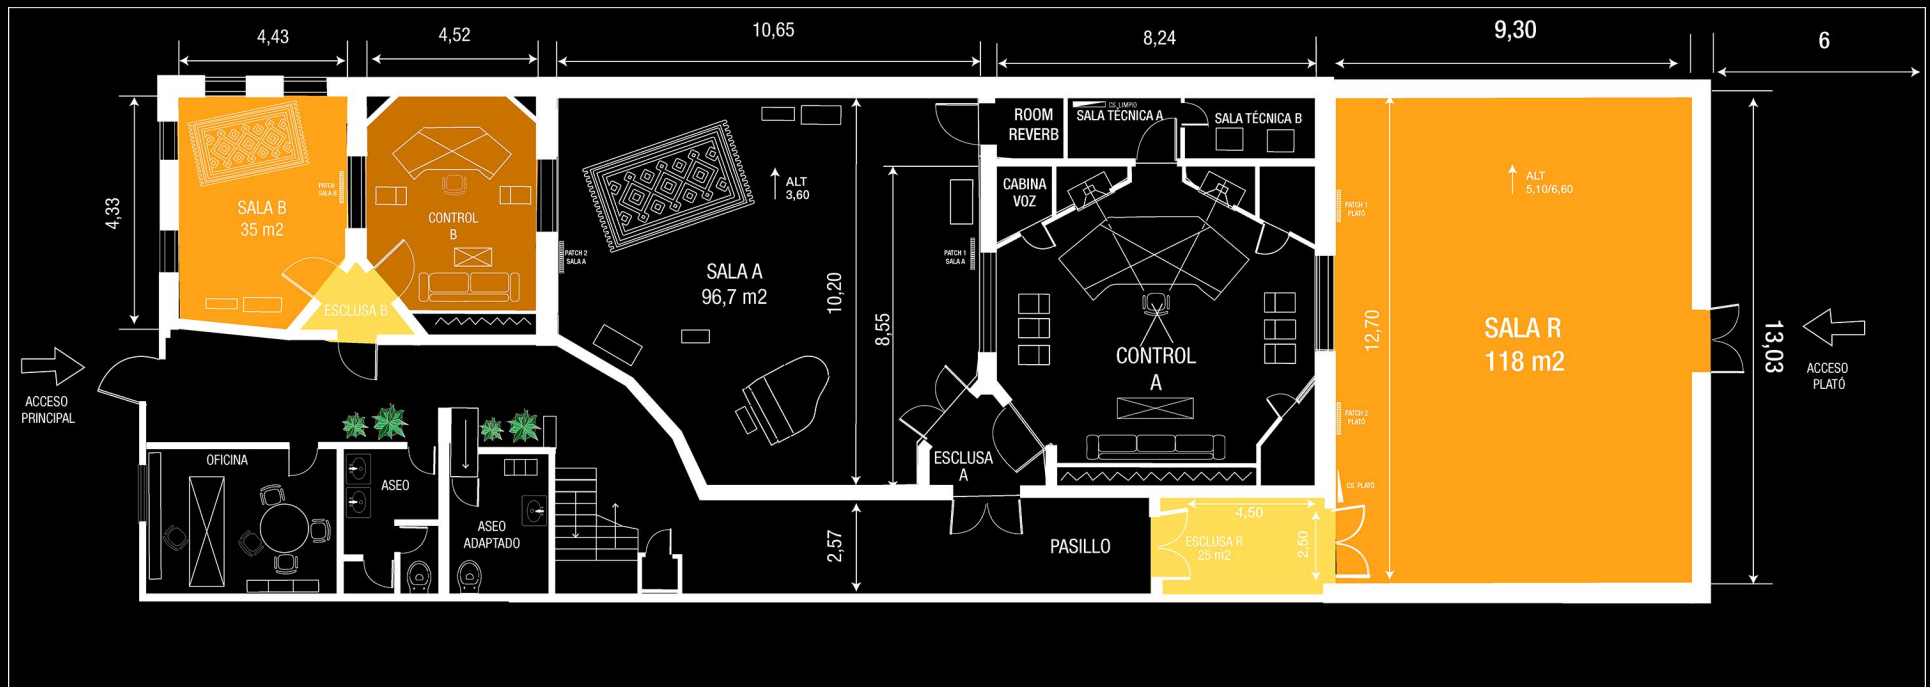 4,43
4,52
10,65
8,24
9,30
6
4,33
SALA B
35 m2
PATCH
SALA B
CONTROL
B
ESCLUSA B
ALT
3,60
PATCH 2
SALA A
SALA A
96,7 m2
10,20
8,55
PATCH 1
SALA A
ROOM
REVERB
CS. LIMPIO
SALA TÉCNICA A
SALA TÉCNICA B
CABINA
VOZ
CONTROL
A
ESCLUSA
A
ALT
5,10/6,60
PATCH 1
PLATÓ
12,70
SALA R
118 m2
13,03
PATCH 2
PLATÓ
CS. PLATÓ
ACCESO
PLATÓ
ACCESO
PRINCIPAL
OFICINA
ASEO
ASEO
ADAPTADO
2,57
PASILLO
4,50
ESCLUSA R
25 m2
2,50